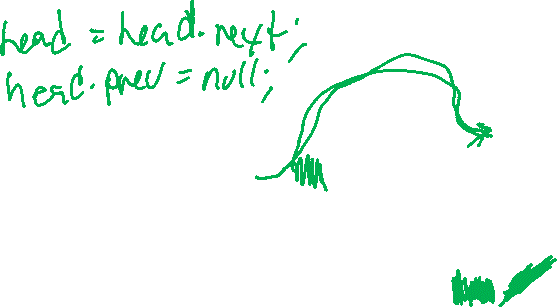 head = head.next;
head.prev = null;